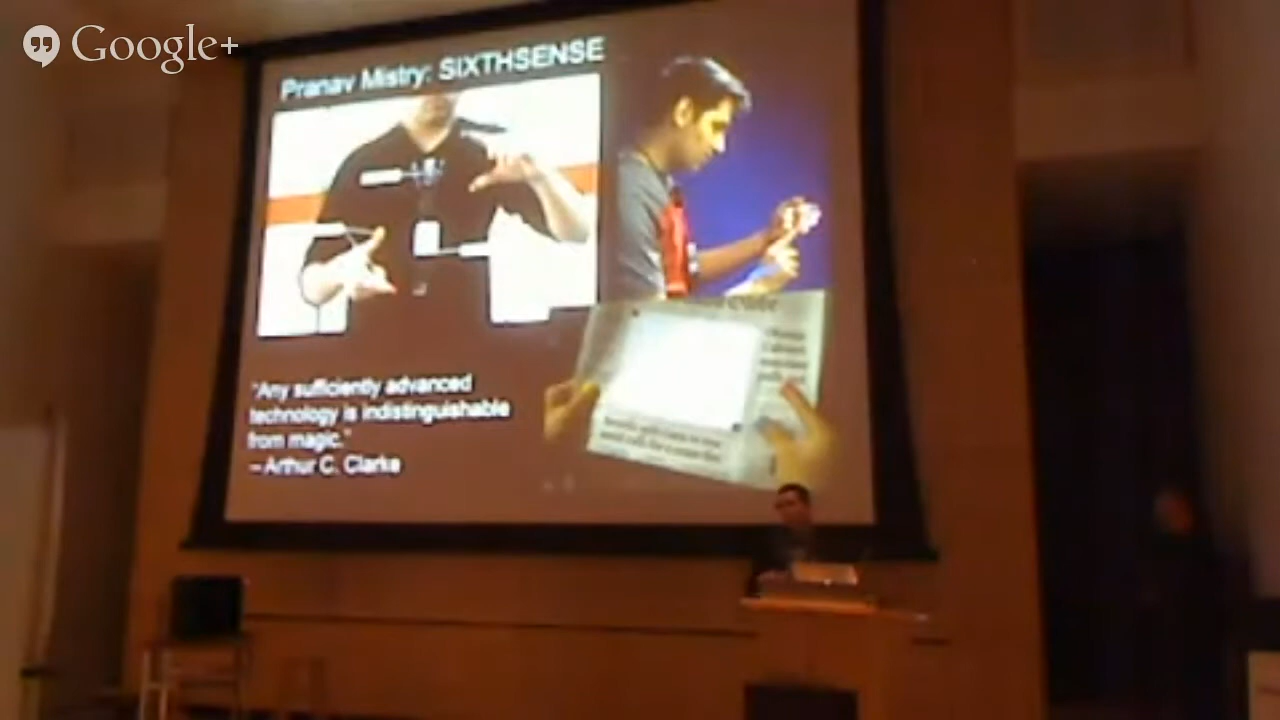 Google+
Pranav Mistry: SIXTHSENSE
"Any sufficiently advanced
technology is indistinguishable
from magic."
– Arthur C. Clarke